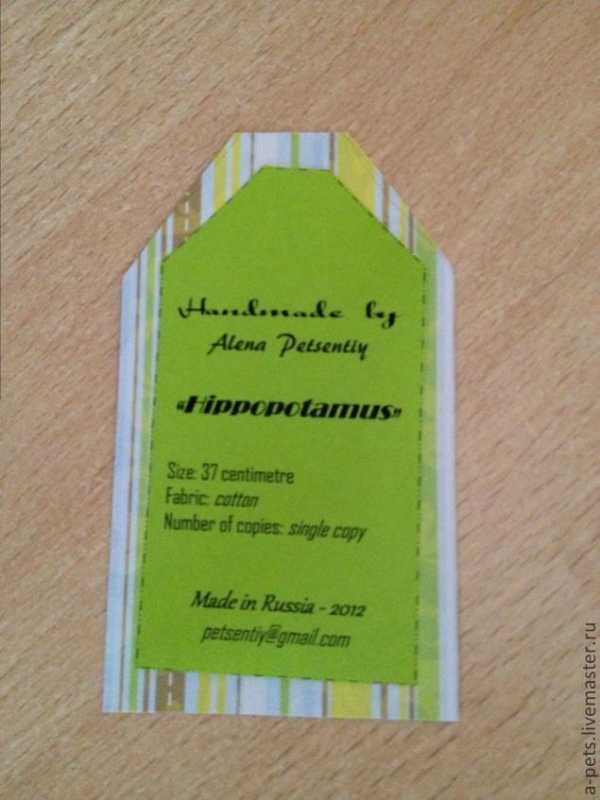 Handmade by
Alena Petsentiy
«Hippopotamus»
Size: 37 centimetre
Fabric: cotton
Number of copies: single copy
Made in Russia - 2012
petsentiy@gmail.com
a-pets.livemaster.ru